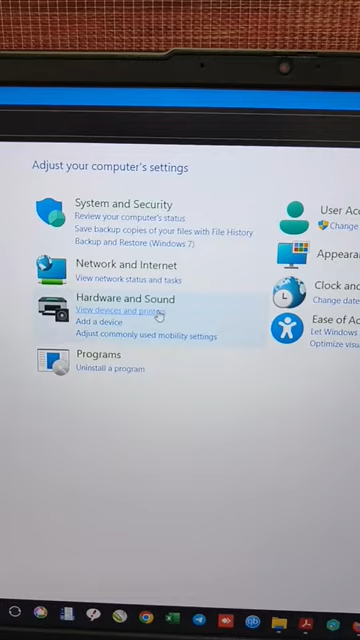 Adjust your computer's settings
System and Security
Review your computer's status
Save backup copies of your files with File History
Backup and Restore (Windows 7)
Network and Internet
View network status and tasks
Hardware and Sound
View devices and printers
Add a device
Adjust commonly used mobility settings
Programs
Uninstall a program
User Ac
Change
Appeara
Clock an
Change date
Ease of Ac
Let Windows
Optimize visu